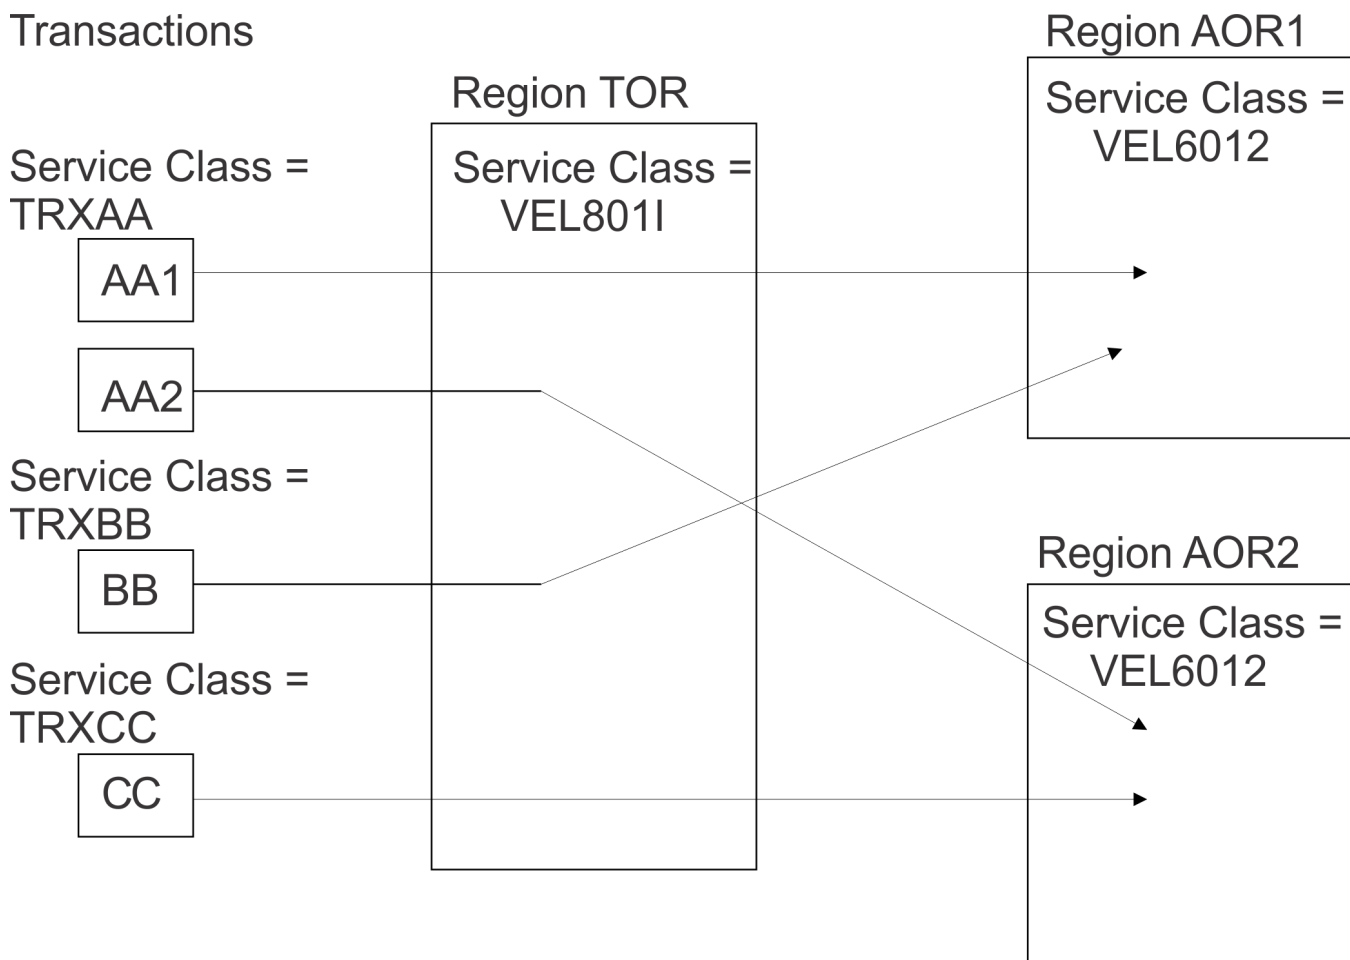 Transactions
Service Class =
TRXAA
AA1
AA2
Service Class =
TRXBB
BB
Service Class =
TRXCC
CC
Region TOR
Service Class =
VEL801I
Region AOR1
Service Class =
VEL6012
Region AOR2
Service Class =
VEL6012